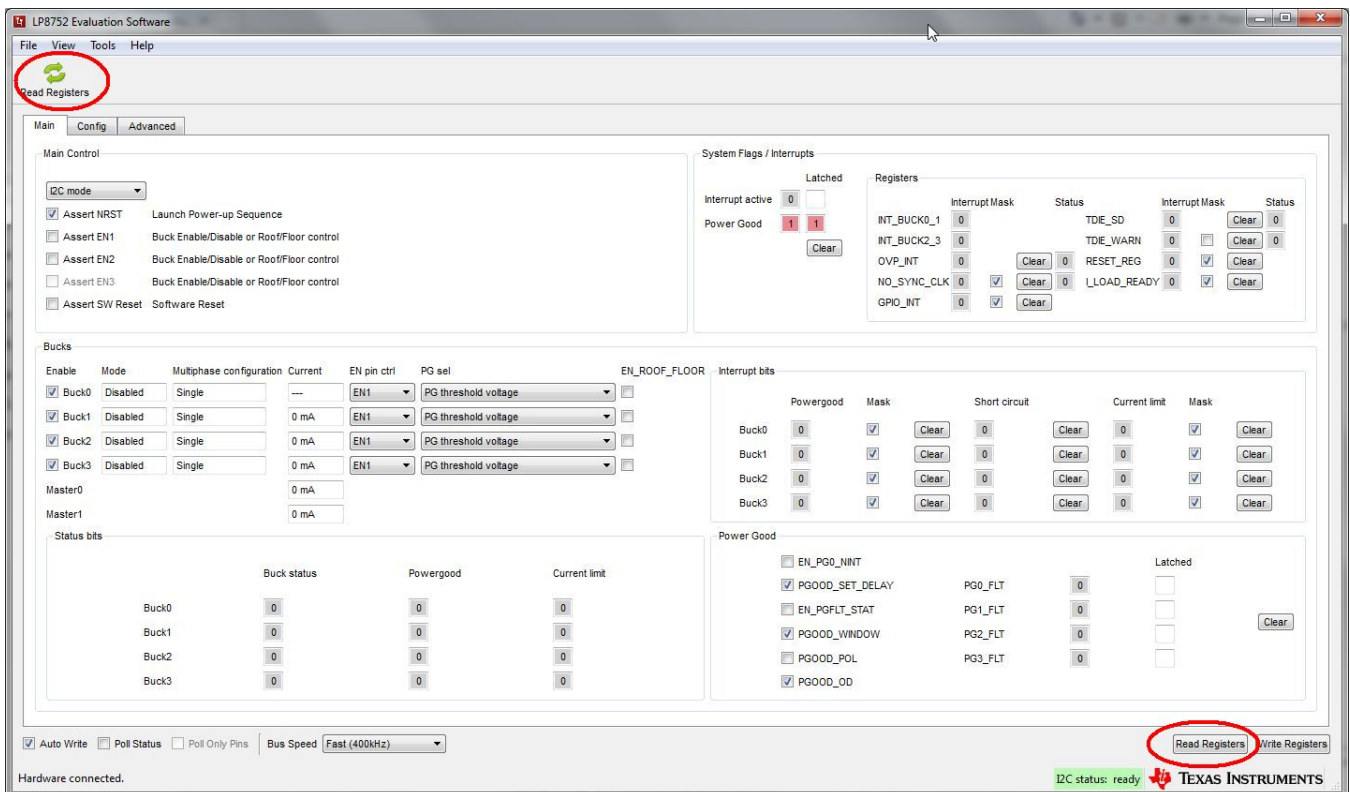 LP8752 Evaluation Software
File View Tools Help
Read Registers
Main Config Advanced
Main Control
I2C mode
Assert NRST Launch Power-up Sequence
Assert EN1 Buck Enable/Disable or Roof/Floor control
Assert EN2 Buck Enable/Disable or Roof/Floor control
Assert EN3 Buck Enable/Disable or Roof/Floor control
Assert SW Reset Software Reset
System Flags / Interrupts
Latched
Interrupt active 0
Power Good 1 1
Clear
Registers
Interrupt Mask Status Interrupt Mask Status
INT_BUCK0_1 0 TDIE_SD 0 Clear 0
INT_BUCK2_3 0 TDIE_WARN 0 Clear 0
OVP_INT 0 Clear 0 RESET_REG 0 Clear
NO_SYNC_CLK 0 Clear 0 I_LOAD_READY 0 Clear
GPIO_INT 0 Clear
Bucks
Enable Mode Multiphase configuration Current EN pin ctrl PG sel EN_ROOF_FLOOR
Buck0 Disabled Single --- EN1 PG threshold voltage
Buck1 Disabled Single 0 mA EN1 PG threshold voltage
Buck2 Disabled Single 0 mA EN1 PG threshold voltage
Buck3 Disabled Single 0 mA EN1 PG threshold voltage
Master0 0 mA
Master1 0 mA
Interrupt bits
Powergood Mask Short circuit Current limit Mask
Buck0 0 Clear 0 Clear 0 Clear
Buck1 0 Clear 0 Clear 0 Clear
Buck2 0 Clear 0 Clear 0 Clear
Buck3 0 Clear 0 Clear 0 Clear
Status bits
Buck status Powergood Current limit
Buck0 0 0 0
Buck1 0 0 0
Buck2 0 0 0
Buck3 0 0 0
Power Good
EN_PG0_NINT Latched
PGOOD_SET_DELAY PG0_FLT 0
EN_PGFLT_STAT PG1_FLT 0
Clear
PGOOD_WINDOW PG2_FLT 0
PGOOD_POL PG3_FLT 0
PGOOD_OD
Auto Write Poll Status Poll Only Pins Bus Speed Fast (400kHz) Read Registers Write Registers
Hardware connected. I2C status: ready TEXAS INSTRUMENTS